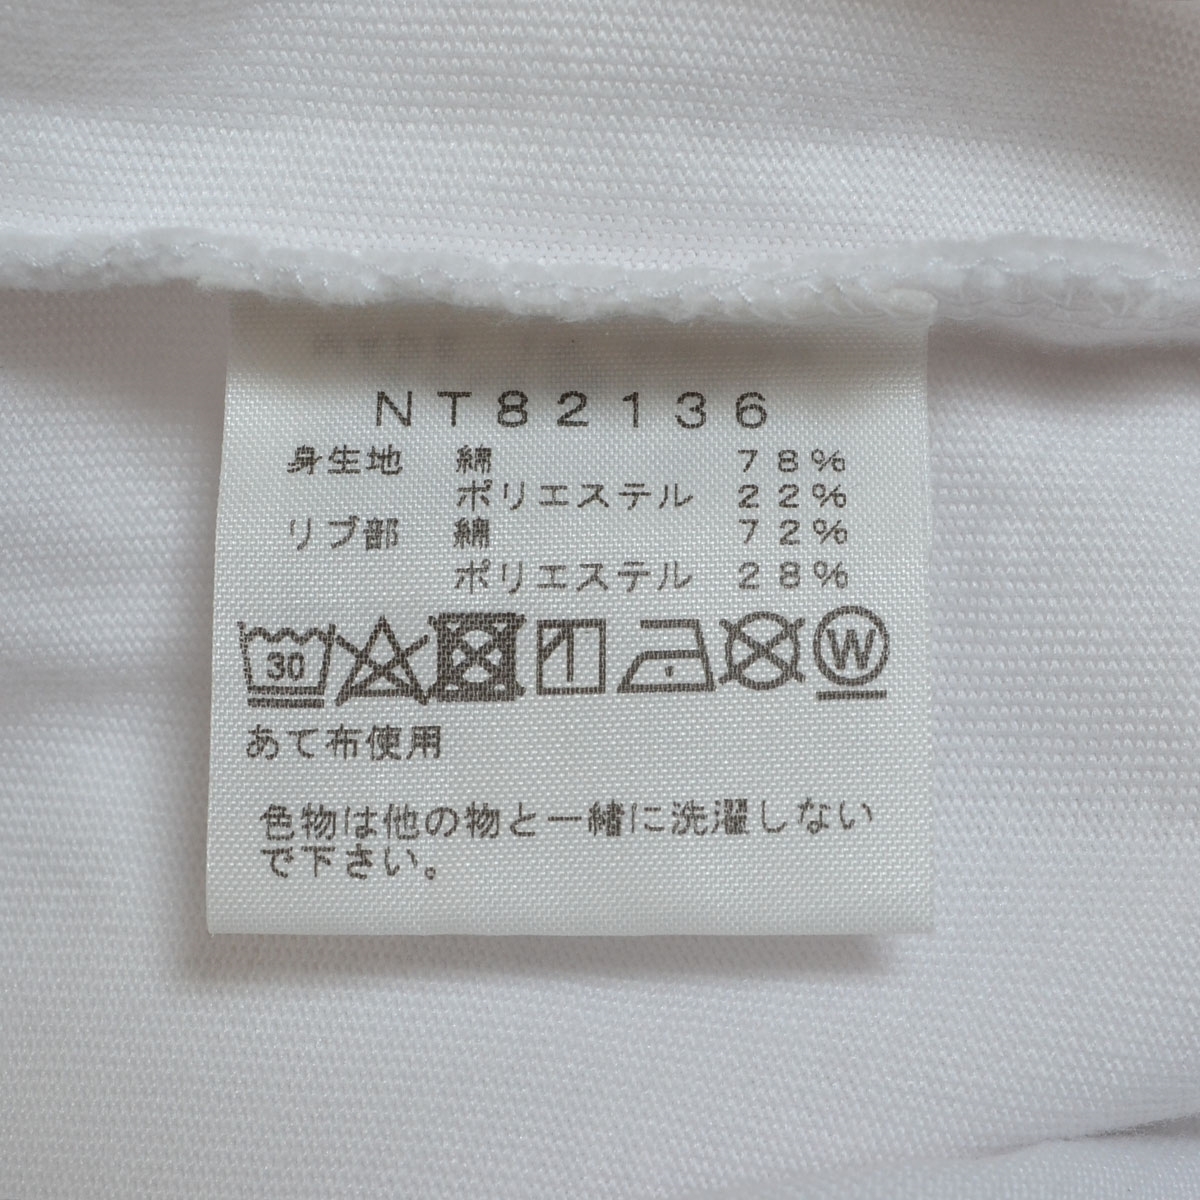 NT82136
身生地 綿 78%
ポリエステル 22%
リブ部 綿 72%
ポリエステル 28%
30 W
あて布使用
色物は他の物と一緒に洗濯しない
で下さい。